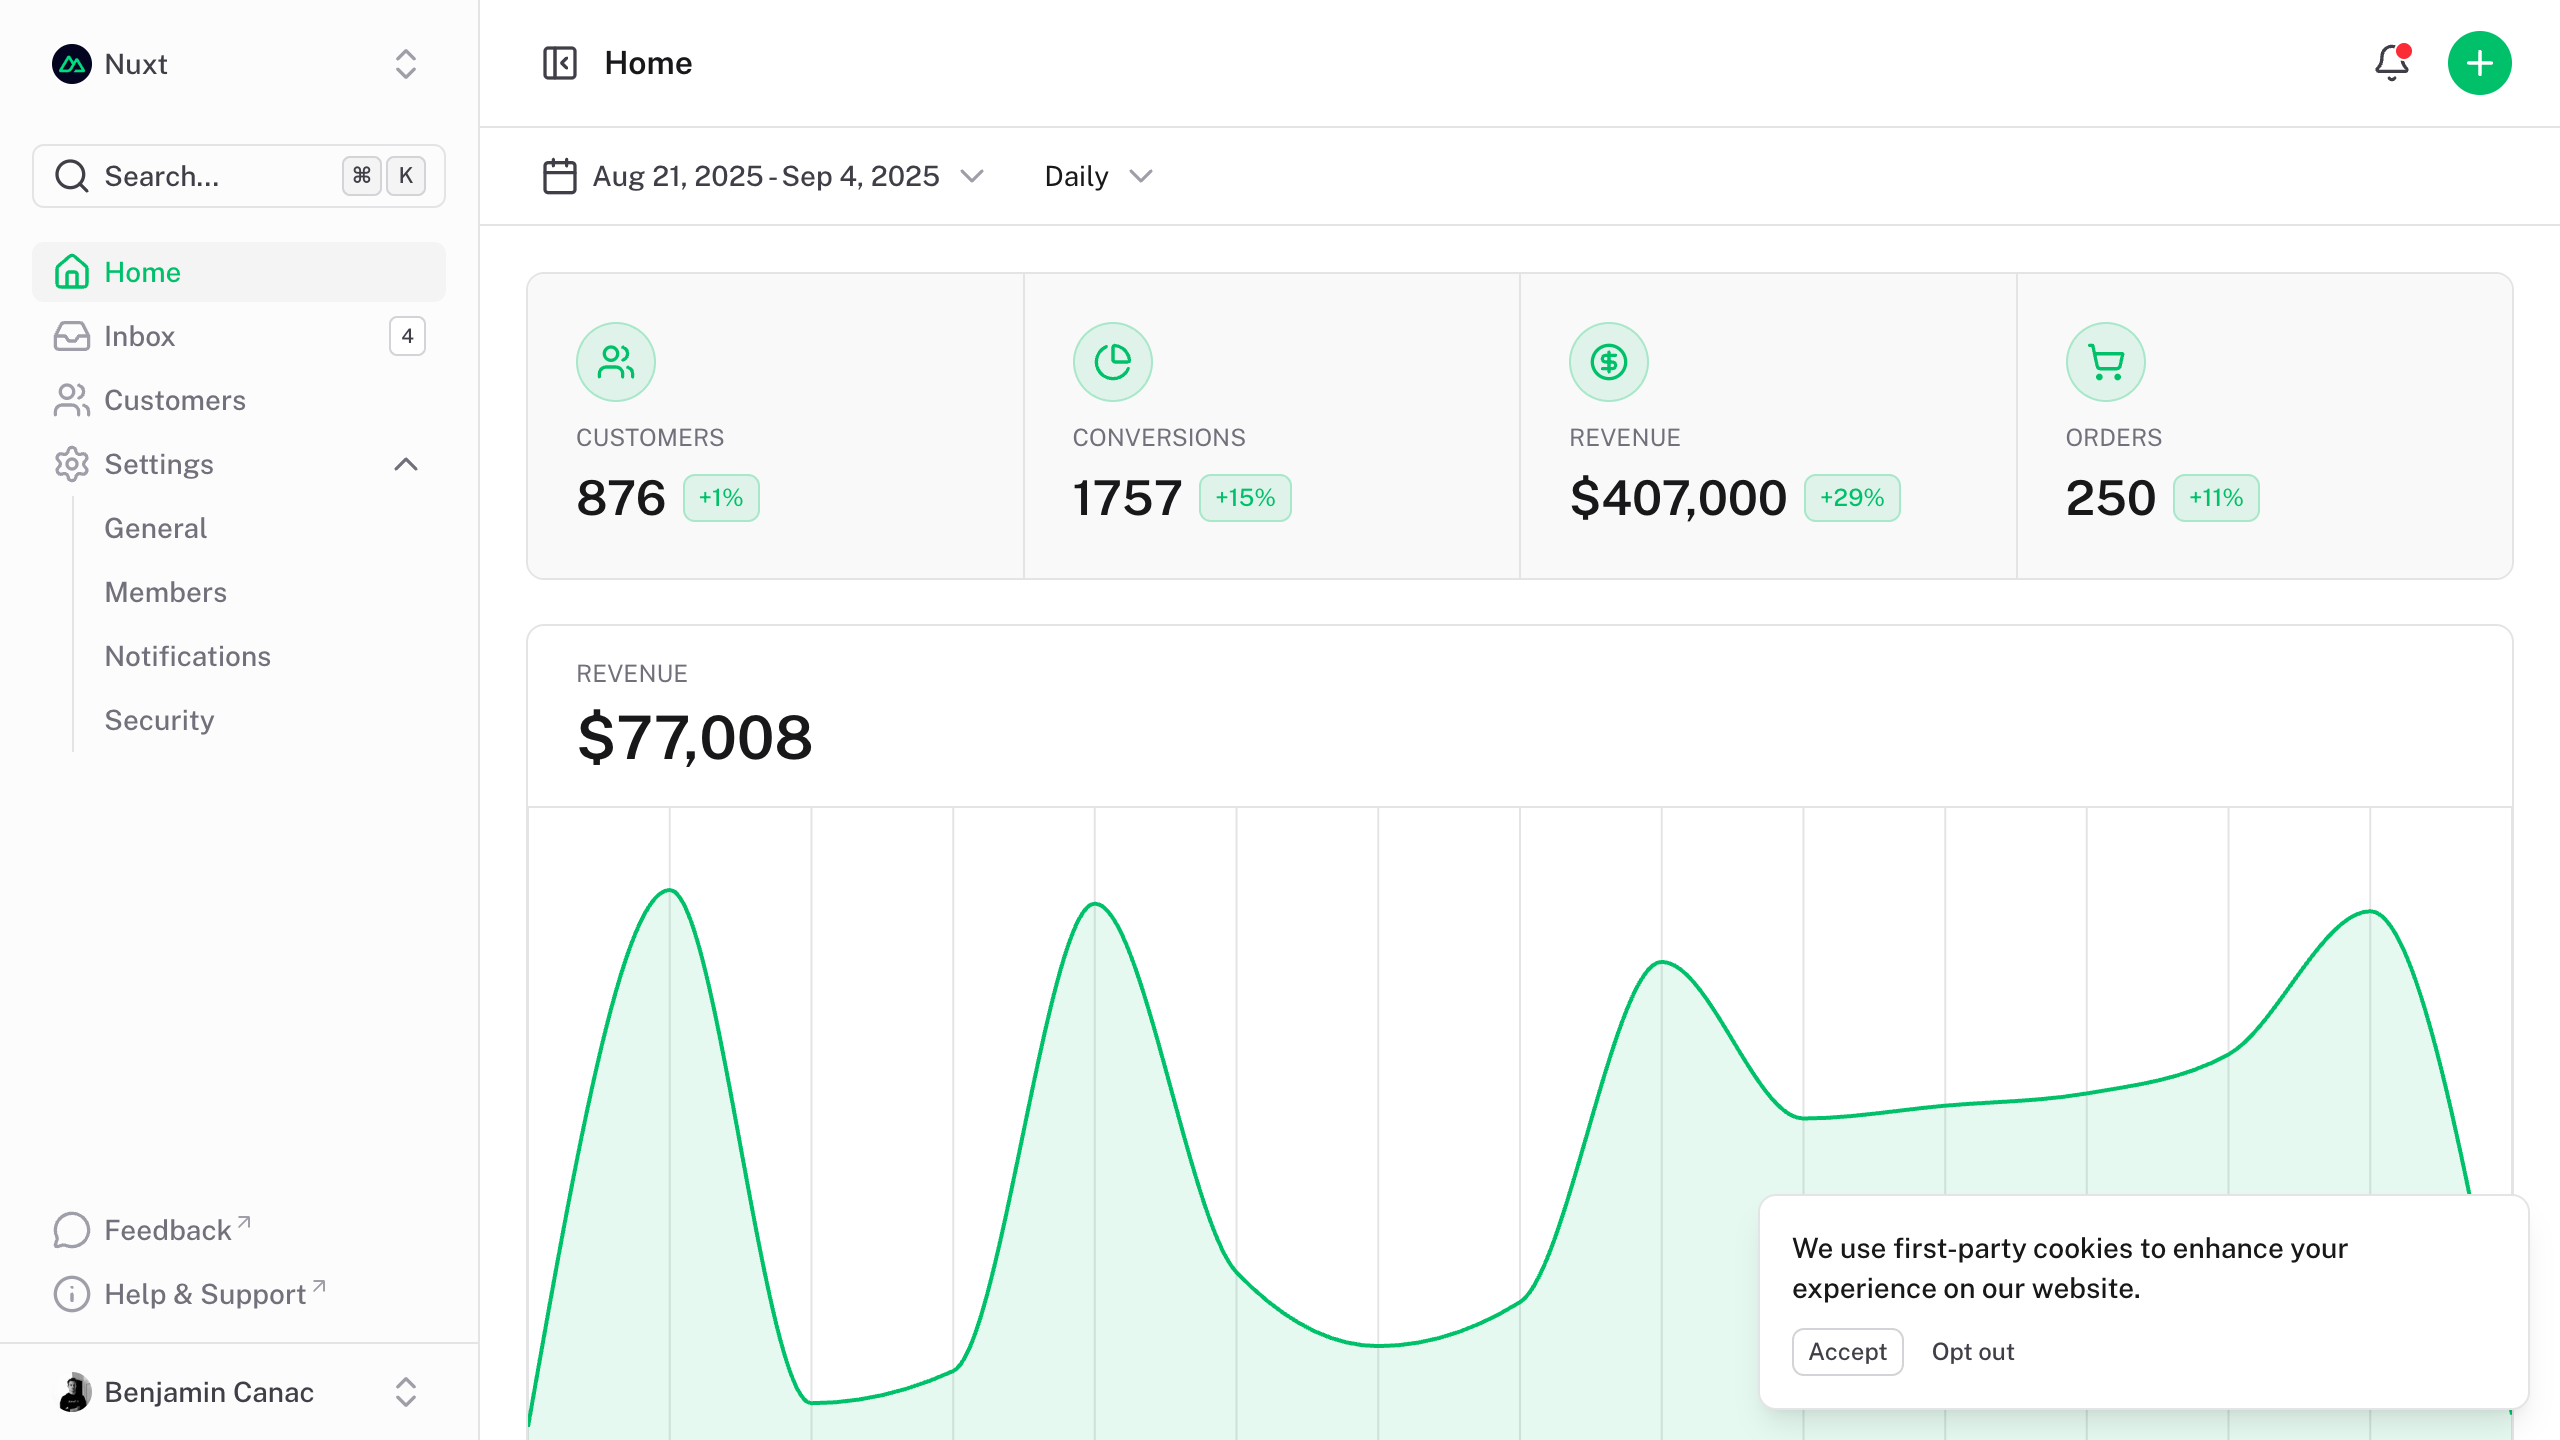 Nuxt
Search...
⌘ K
Home
Inbox
4
Customers
Settings
General
Members
Notifications
Security
Feedback
Help & Support
Benjamin Canac
Home
Aug 21, 2025 - Sep 4, 2025
Daily
CUSTOMERS
876 +1%
CONVERSIONS
1757 +15%
REVENUE
$407,000 +29%
ORDERS
250 +11%
REVENUE
$77,008
We use first-party cookies to enhance your
experience on our website.
Accept
Opt out